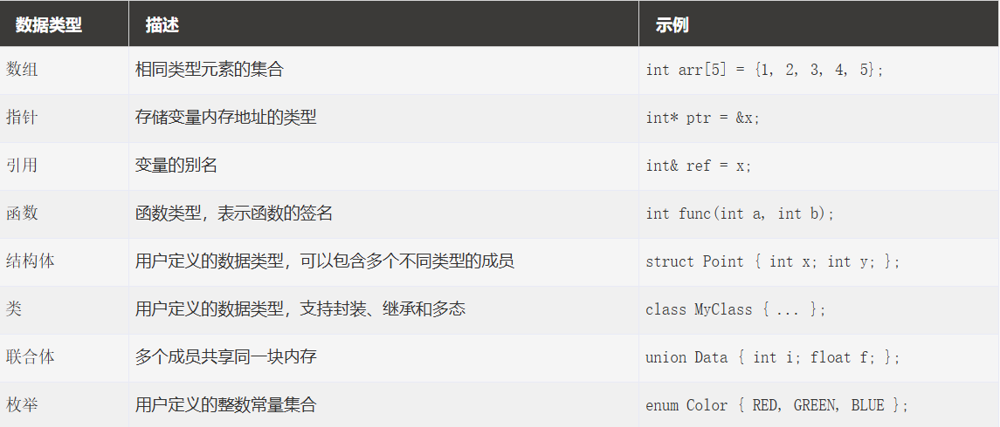 数据类型 描述 示例
数组 相同类型元素的集合 int arr[5] = {1, 2, 3, 4, 5};
指针 存储变量内存地址的类型 int* ptr = &x;
引用 变量的别名 int& ref = x;
函数 函数类型，表示函数的签名 int func(int a, int b);
结构体 用户定义的数据类型，可以包含多个不同类型的成员 struct Point { int x; int y; };
类 用户定义的数据类型，支持封装、继承和多态 class MyClass { ... };
联合体 多个成员共享同一块内存 union Data { int i; float f; };
枚举 用户定义的整数常量集合 enum Color { RED, GREEN, BLUE };